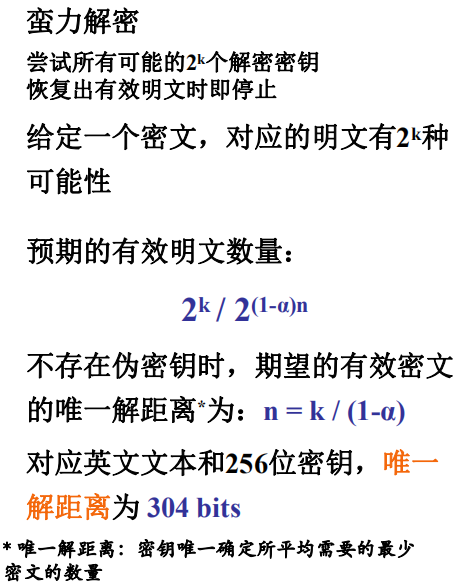 蛮力解密
尝试所有可能的2ᵏ个解密密钥
恢复出有效明文时即停止
给定一个密文，对应的明文有2ᵏ种
可能性
预期的有效明文数量：
2ᵏ / 2⁽¹⁻ᵅ⁾ⁿ
不存在伪密钥时，期望的有效密文
的唯一解距离*为：n = k / (1-α)
对应英文文本和256位密钥，唯一
解距离为 304 bits
* 唯一解距离：密钥唯一确定所平均需要的最少
密文的数量